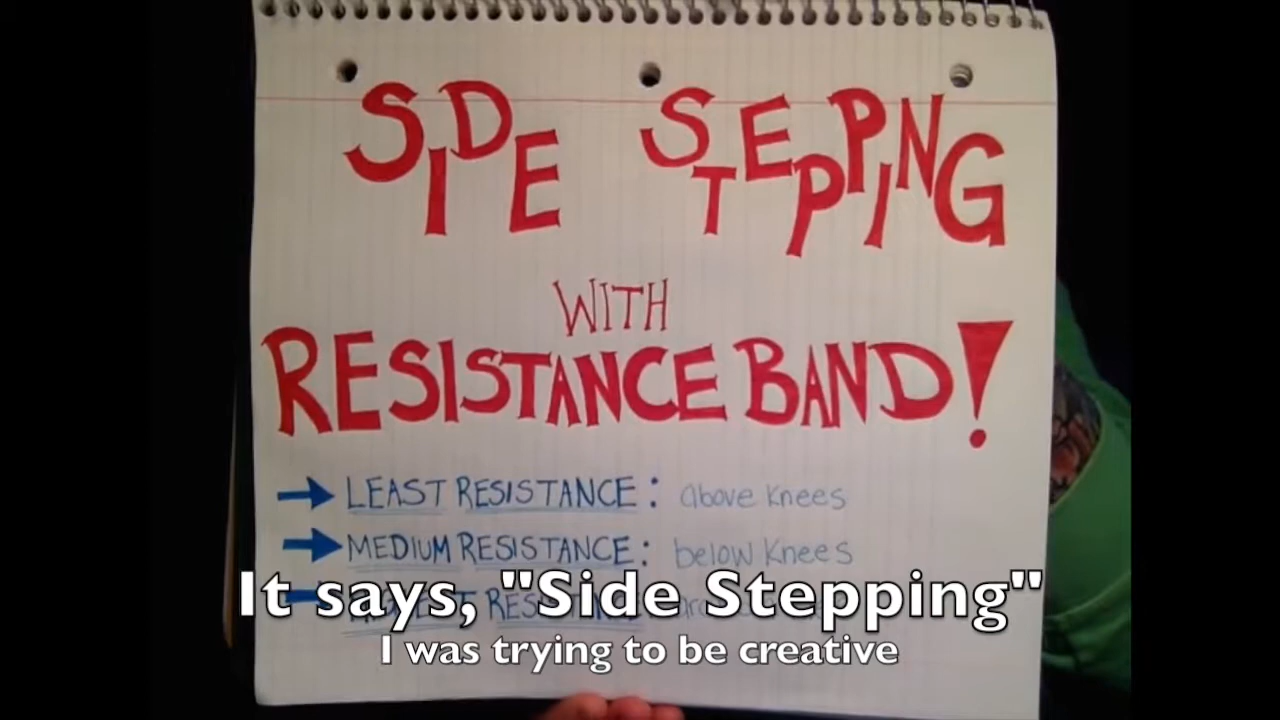 SIDE STEPPING
WITH
RESISTANCE BAND!
LEAST RESISTANCE: above Knees
MEDIUM RESISTANCE: below Knees
RESISTANCE
It says, "Side Stepping"
I was trying to be creative